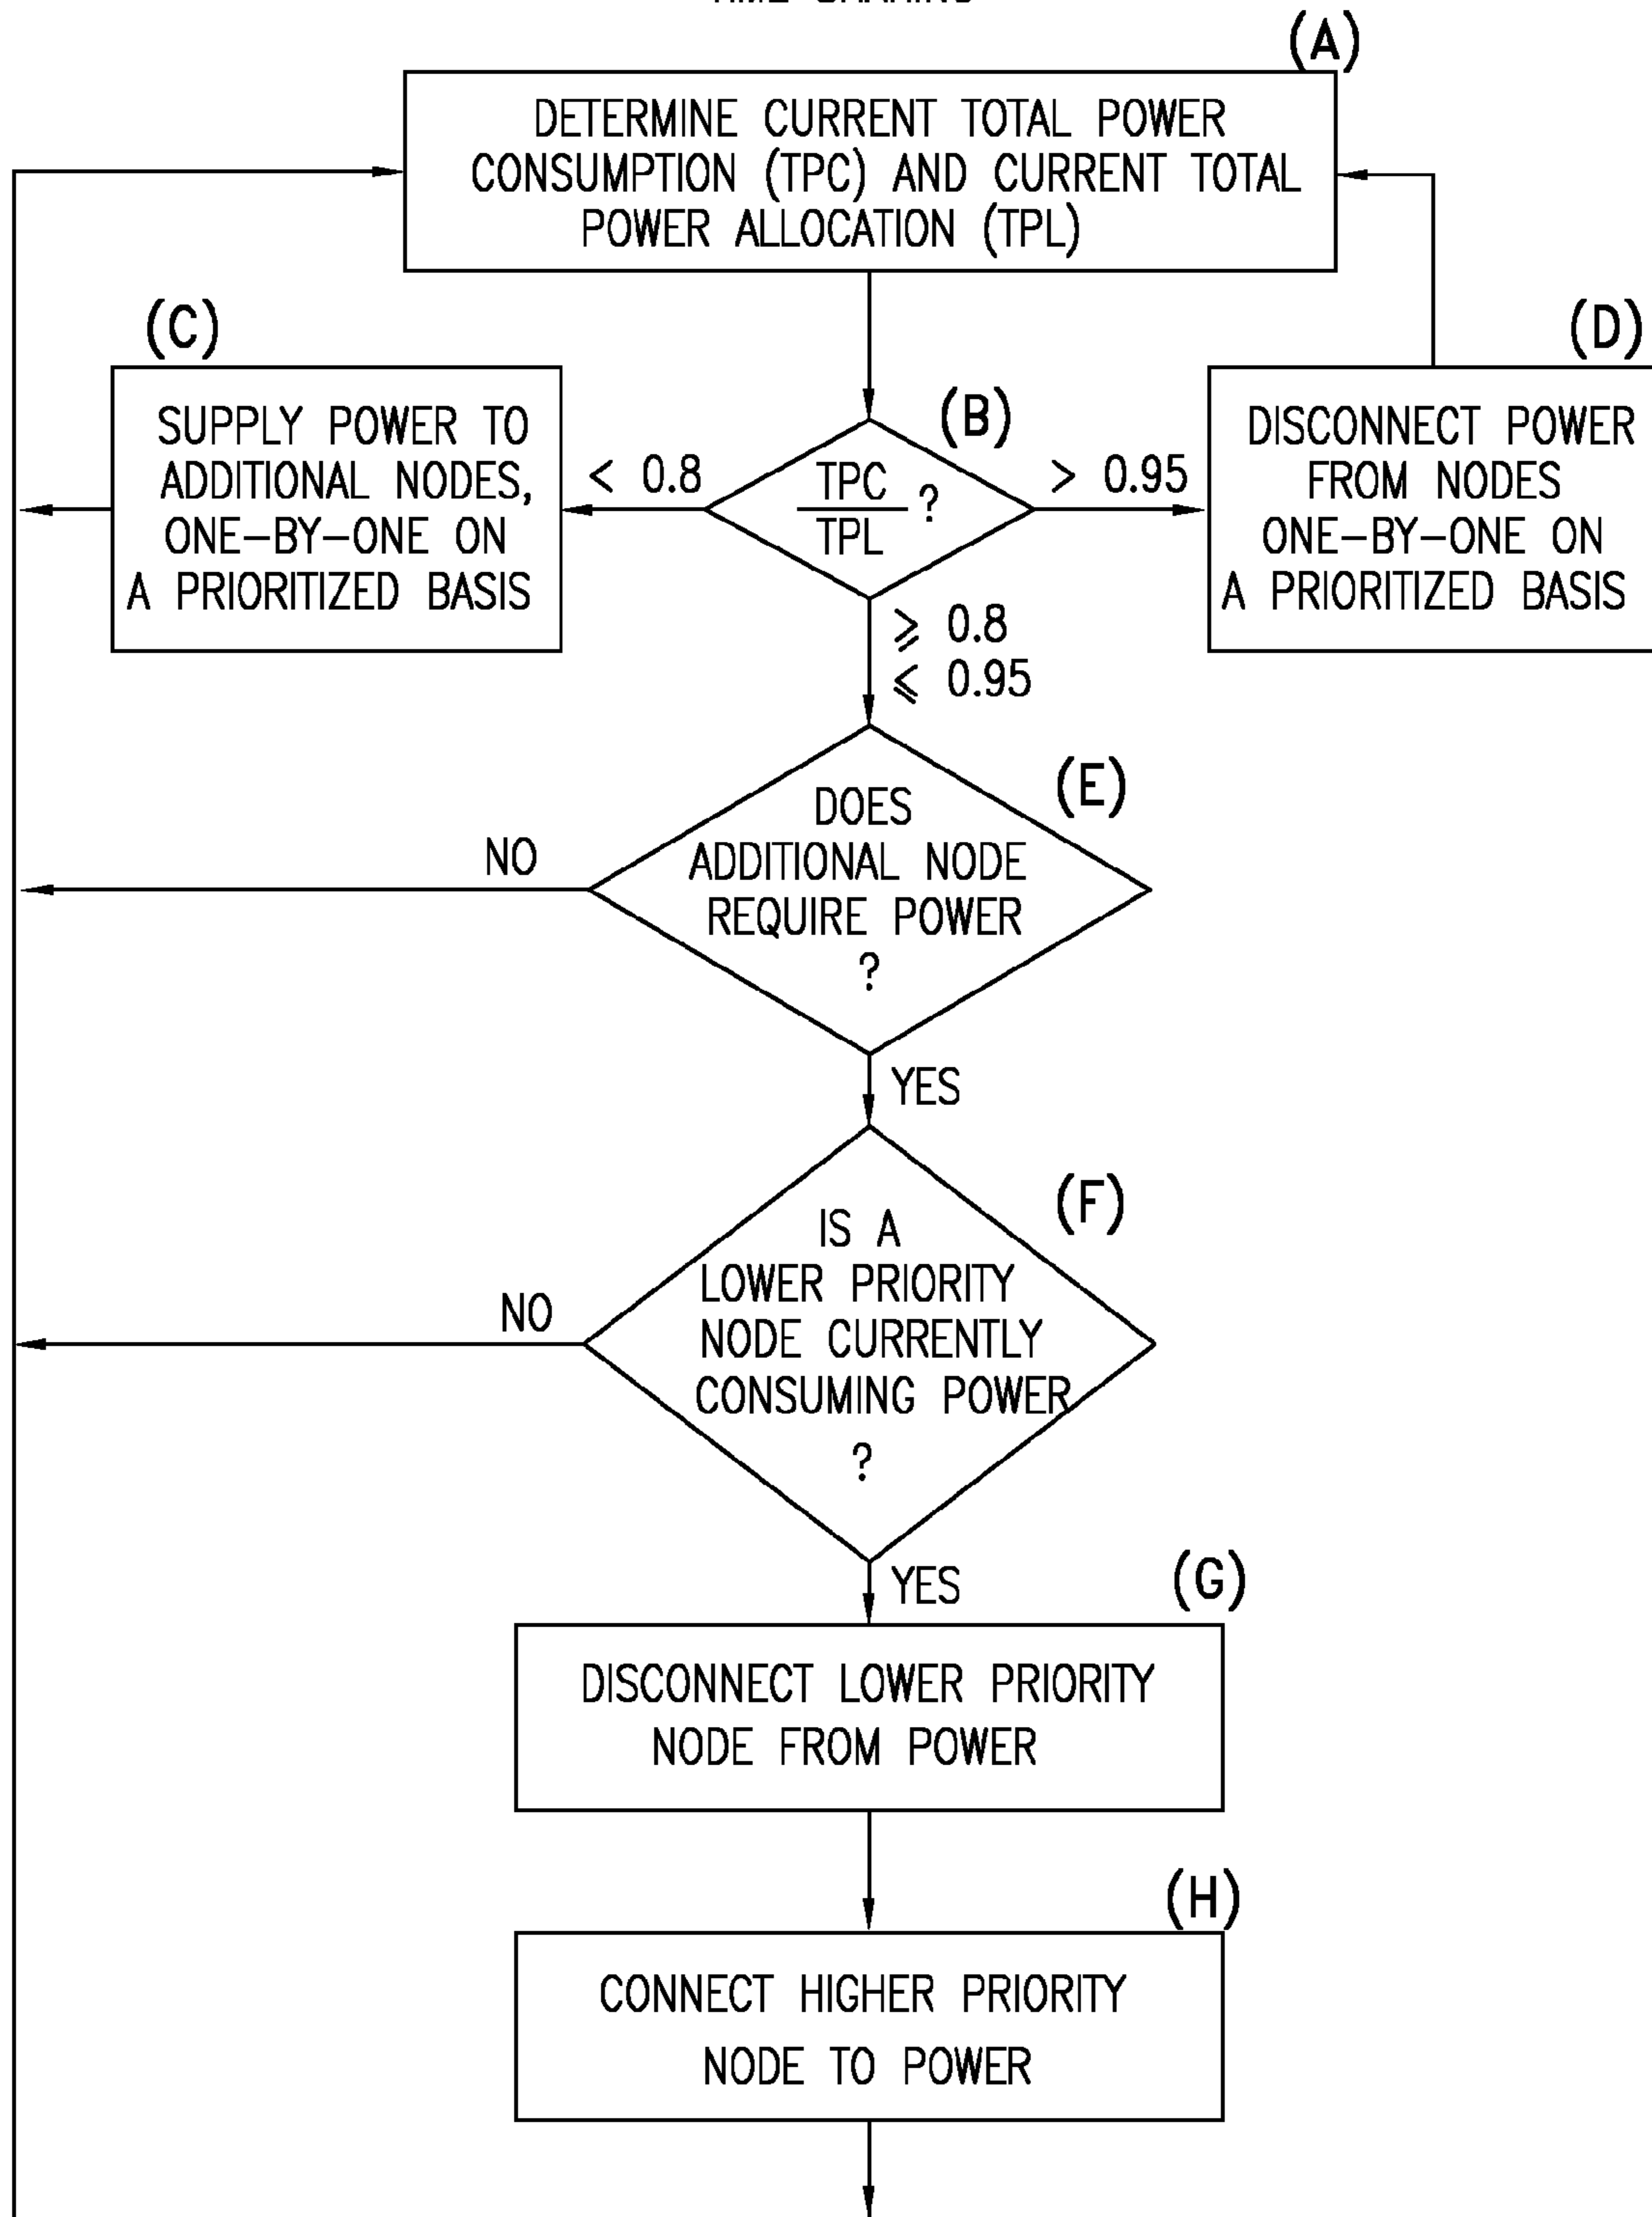 (A)
DETERMINE CURRENT TOTAL POWER
CONSUMPTION (TPC) AND CURRENT TOTAL
POWER ALLOCATION (TPL)
(C)
SUPPLY POWER TO
ADDITIONAL NODES,
ONE-BY-ONE ON
A PRIORITIZED BASIS
< 0.8
(B)
TPC
TPL
?
> 0.95
(D)
DISCONNECT POWER
FROM NODES
ONE-BY-ONE ON
A PRIORITIZED BASIS
⩾ 0.8
⩽ 0.95
(E)
DOES
ADDITIONAL NODE
REQUIRE POWER
?
NO
YES
(F)
IS A
LOWER PRIORITY
NODE CURRENTLY
CONSUMING POWER
?
NO
YES
(G)
DISCONNECT LOWER PRIORITY
NODE FROM POWER
(H)
CONNECT HIGHER PRIORITY
NODE TO POWER